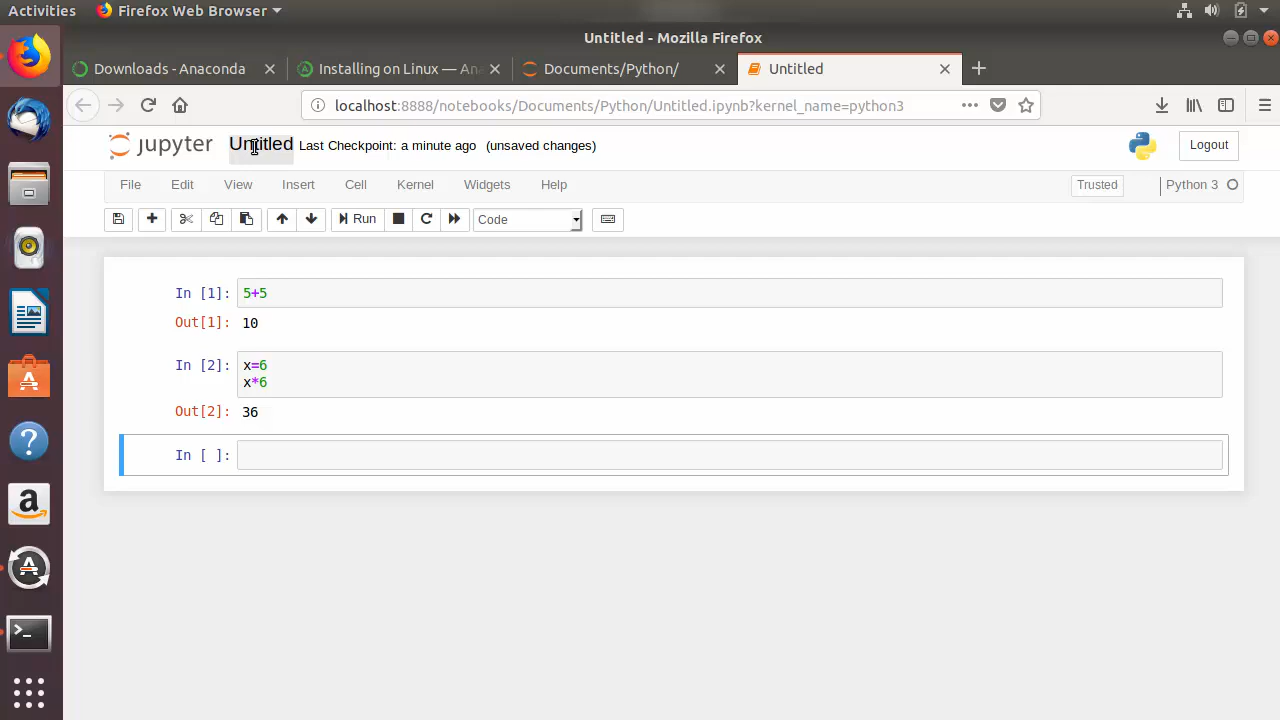 Activities Firefox Web Browser
Untitled - Mozilla Firefox
Downloads - Anaconda Installing on Linux — Ana Documents/Python/ Untitled
localhost:8888/notebooks/Documents/Python/Untitled.ipynb?kernel_name=python3
jupyter Untitled Last Checkpoint: a minute ago (unsaved changes) Logout
File Edit View Insert Cell Kernel Widgets Help Trusted Python 3
Run Code
In [1]: 5+5
Out[1]: 10
In [2]: x=6
x*6
Out[2]: 36
In [ ]: